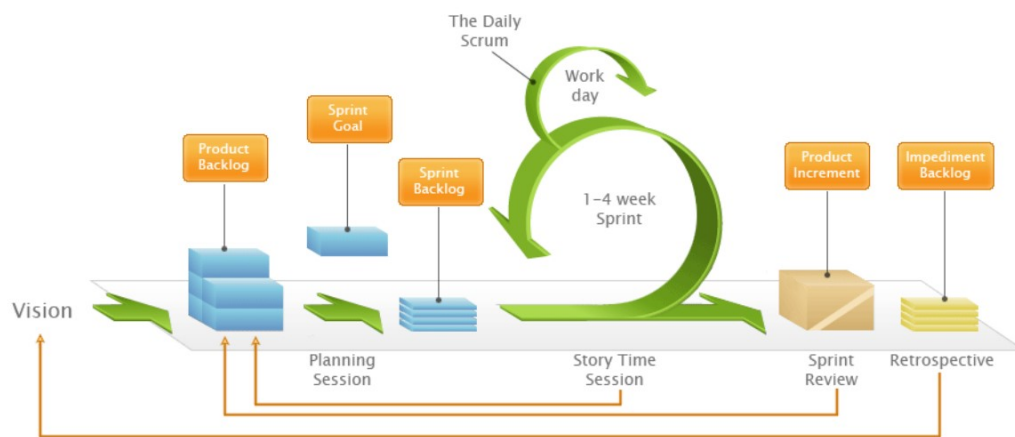 The Daily
Scrum
Work
day
Sprint
Goal
Product
Backlog
Sprint
Backlog
Product
Increment
Impediment
Backlog
1-4 week
Sprint
Vision
Planning
Session
Story Time
Session
Sprint
Review
Retrospective